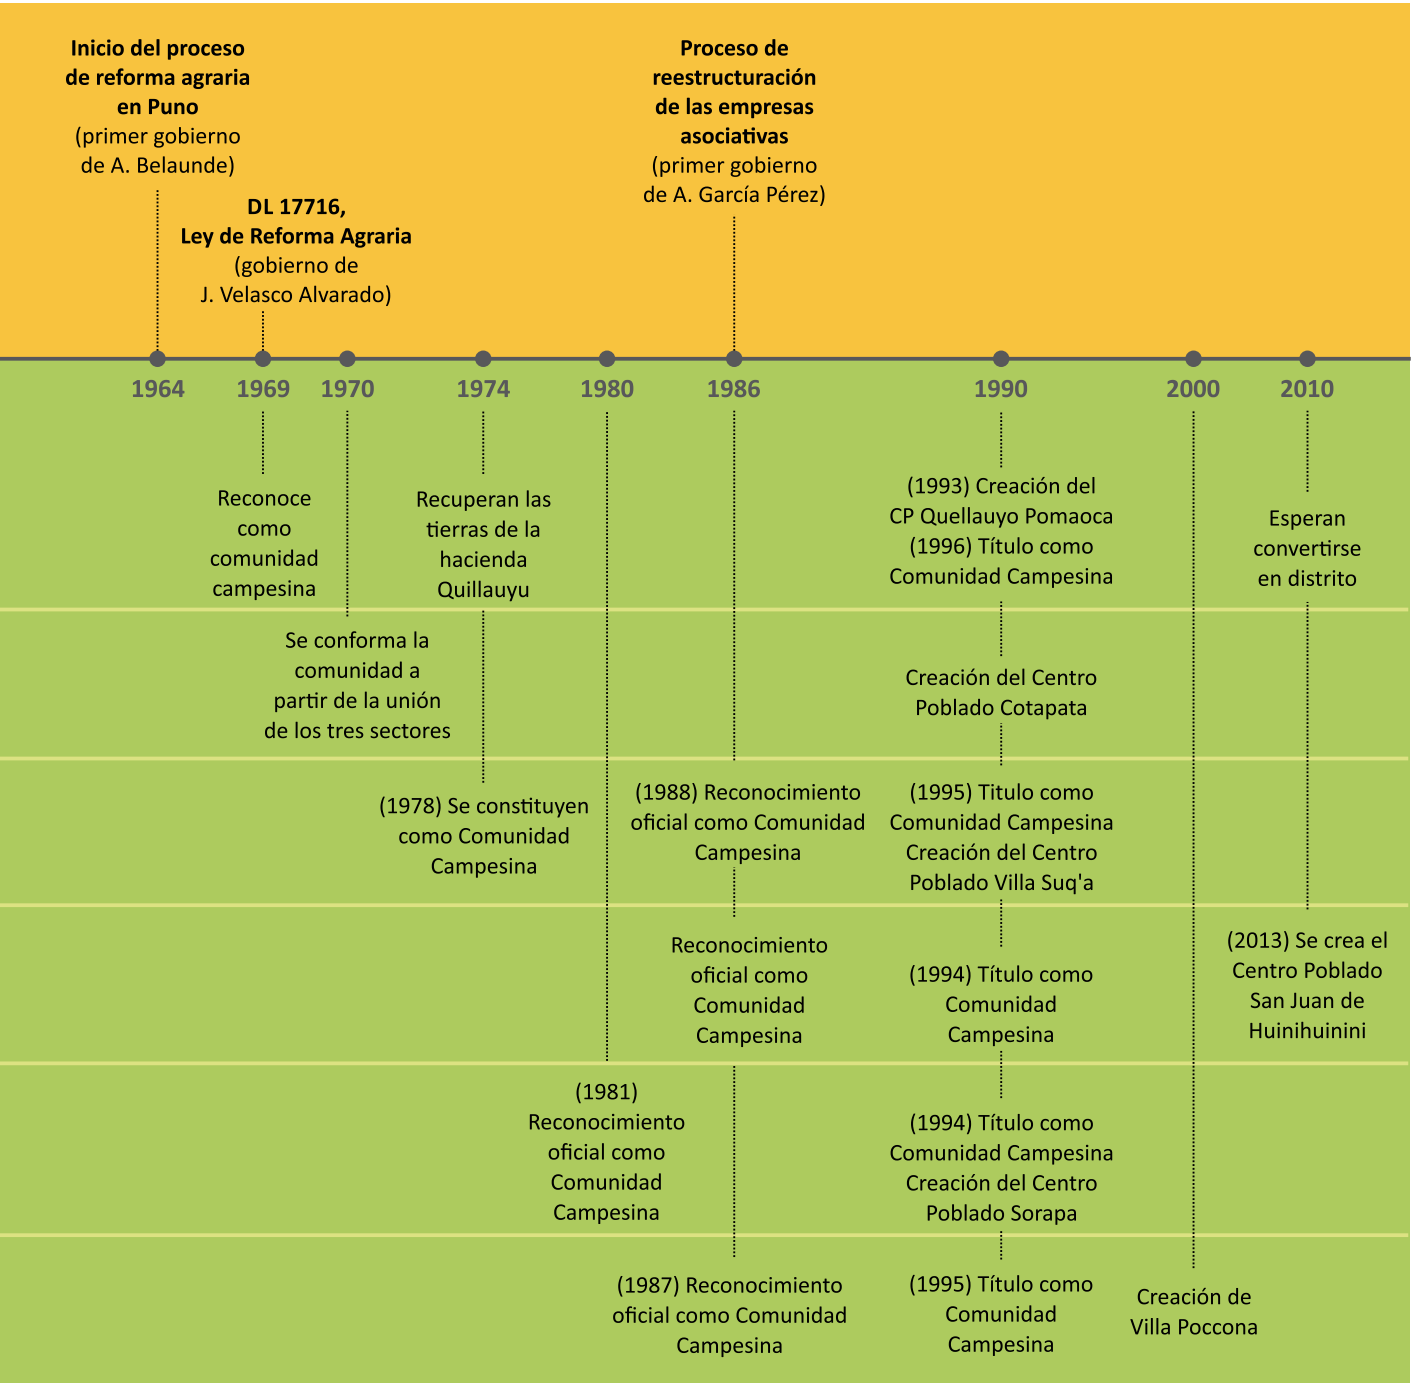 Inicio del proceso
de reforma agraria
en Puno
(primer gobierno
de A. Belaunde)
DL 17716,
Ley de Reforma Agraria
(gobierno de
J. Velasco Alvarado)
Proceso de
reestructuración
de las empresas
asociativas
(primer gobierno
de A. García Pérez)
1964
1969
1970
1974
1980
1986
1990
2000
2010
Reconoce
como
comunidad
campesina
Recuperan las
tierras de la
hacienda
Quillauyu
(1993) Creación del
CP Quellauyo Pomaoca
(1996) Título como
Comunidad Campesina
Esperan
convertirse
en distrito
Se conforma la
comunidad a
partir de la unión
de los tres sectores
Creación del Centro
Poblado Cotapata
(1978) Se constituyen
como Comunidad
Campesina
(1988) Reconocimiento
oficial como Comunidad
Campesina
(1995) Titulo como
Comunidad Campesina
Creación del Centro
Poblado Villa Suq'a
Reconocimiento
oficial como
Comunidad
Campesina
(1994) Título como
Comunidad
Campesina
(2013) Se crea el
Centro Poblado
San Juan de
Huinihuinini
(1981)
Reconocimiento
oficial como
Comunidad
Campesina
(1994) Título como
Comunidad Campesina
Creación del Centro
Poblado Sorapa
(1987) Reconocimiento
oficial como Comunidad
Campesina
(1995) Título como
Comunidad
Campesina
Creación de
Villa Poccona